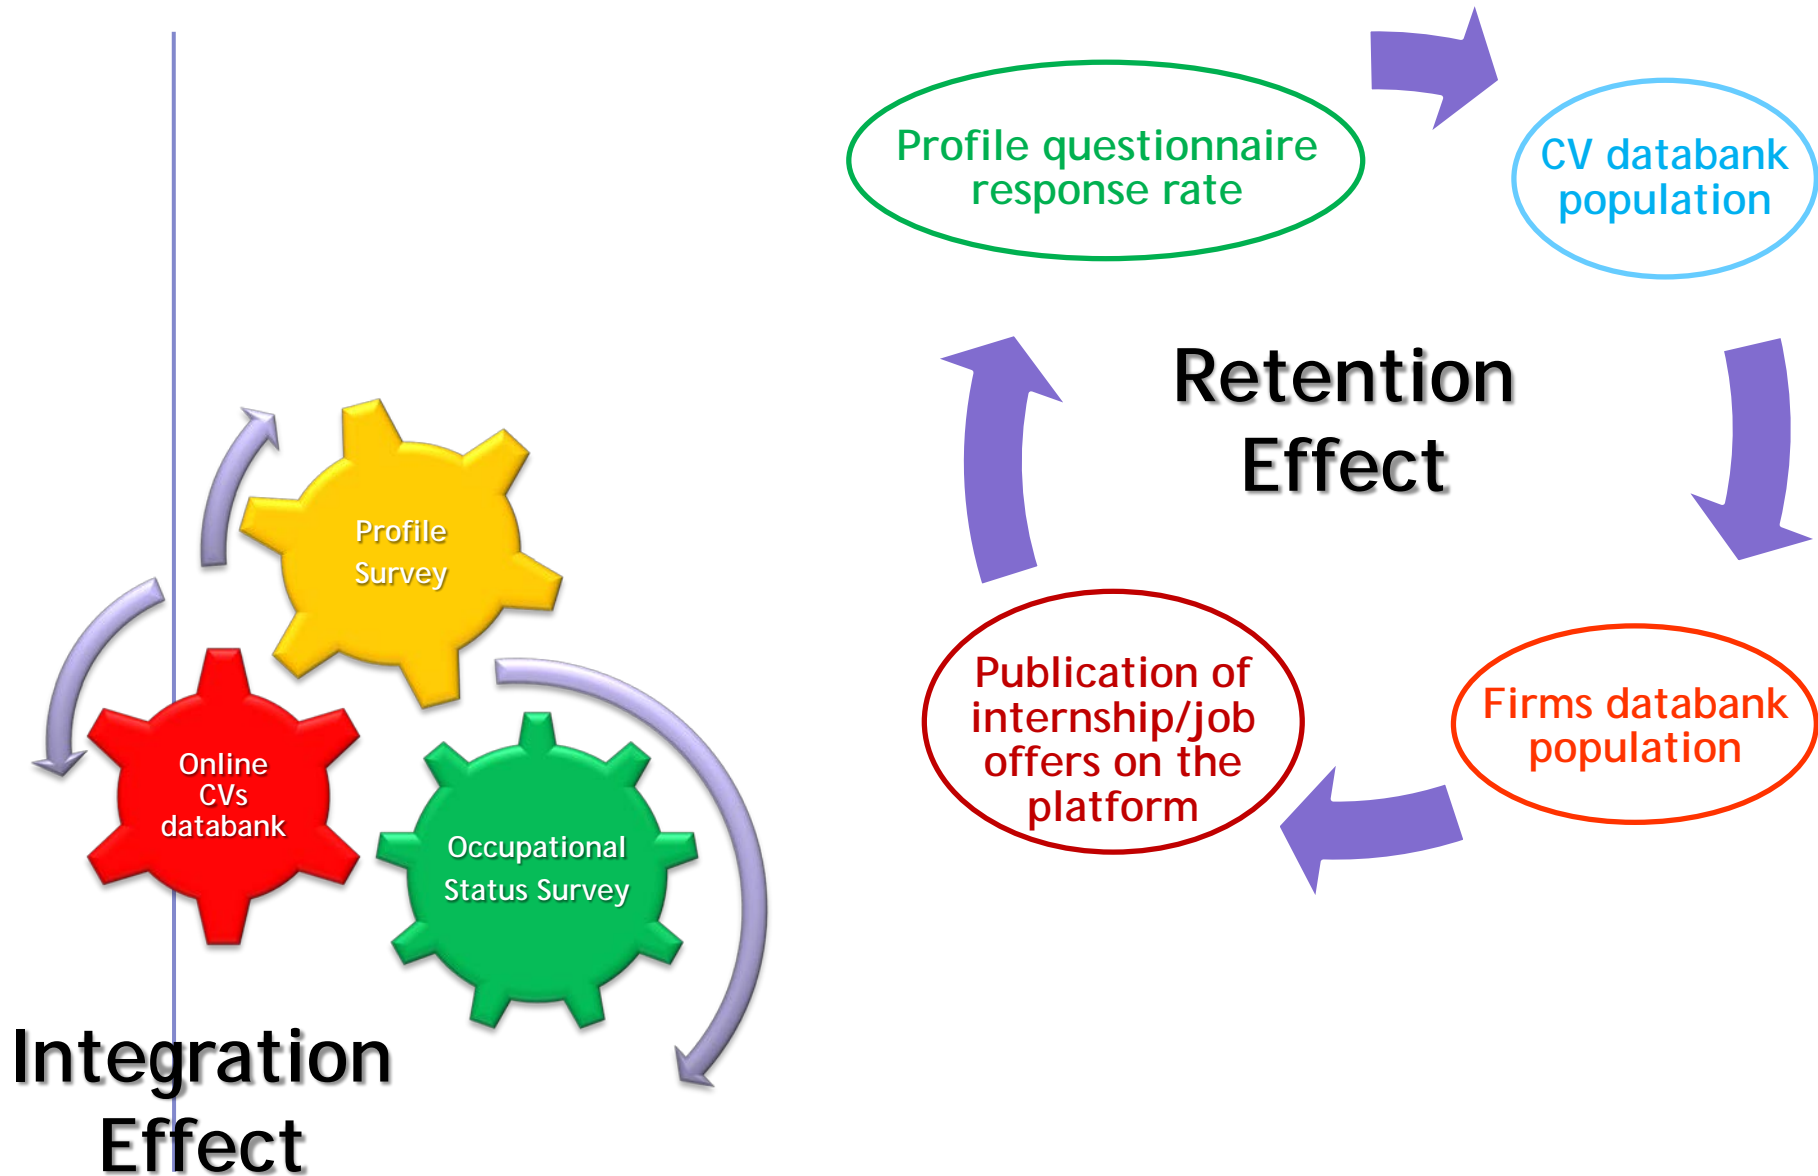 Profile
Survey
Online
CVs
databank
Occupational
Status Survey
Integration
Effect
Profile questionnaire
response rate
CV databank
population
Retention
Effect
Publication of
internship/job
offers on the
platform
Firms databank
population